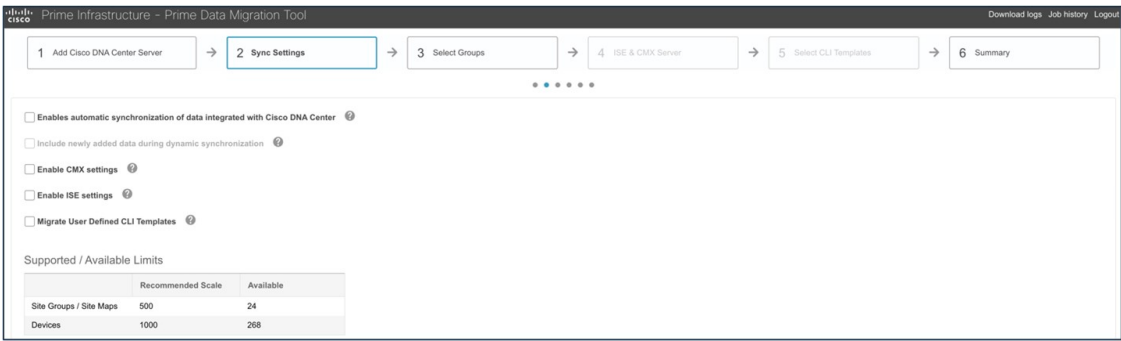 cisco Prime Infrastructure - Prime Data Migration Tool Download logs Job history Logout
1 Add Cisco DNA Center Server → 2 Sync Settings → 3 Select Groups → 4 ISE & CMX Server → 5 Select CLI Templates → 6 Summary
Enables automatic synchronization of data integrated with Cisco DNA Center ?
Include newly added data during dynamic synchronization ?
Enable CMX settings ?
Enable ISE settings ?
Migrate User Defined CLI Templates ?
Supported / Available Limits
Recommended Scale Available
Site Groups / Site Maps 500 24
Devices 1000 268